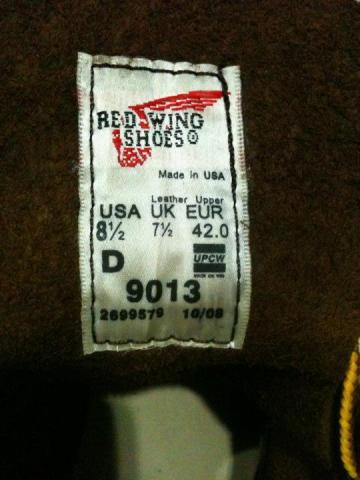 RED WING
SHOES®
Made in USA
Leather Upper
USA UK EUR
8½ 7½ 42.0
D UPCW
9013
2699579 10/08